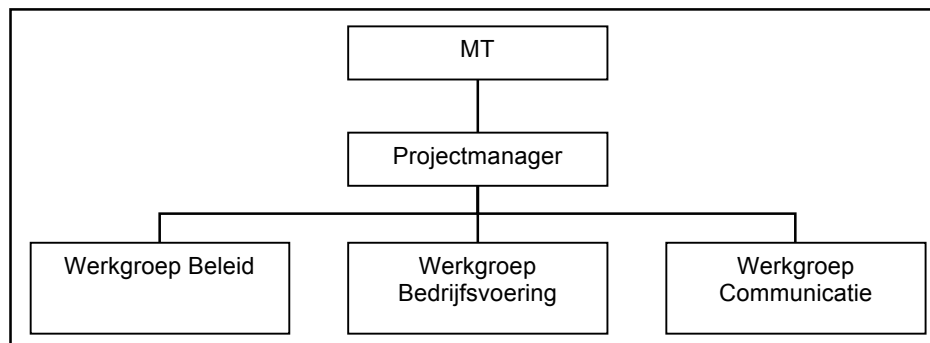 MT
Projectmanager
Werkgroep Beleid
Werkgroep
Bedrijfsvoering
Werkgroep
Communicatie